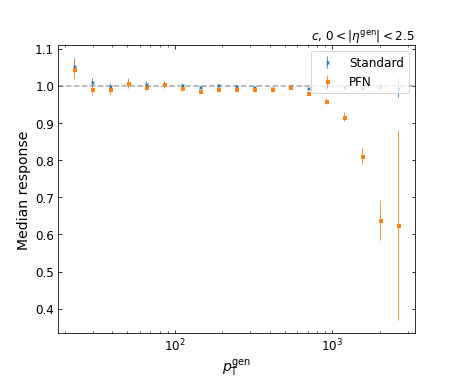 c, 0 < |η^gen| < 2.5
1.1
1.0
0.9
0.8
0.7
0.6
0.5
0.4
Median response
Standard
PFN
10^2
10^3
p_T^gen